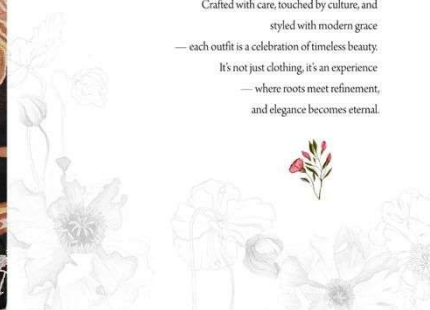 Crafted with care, touched by culture, and
styled with modern grace
— each outfit is a celebration of timeless beauty.
It's not just clothing, it's an experience
— where roots meet refinement,
and elegance becomes eternal.